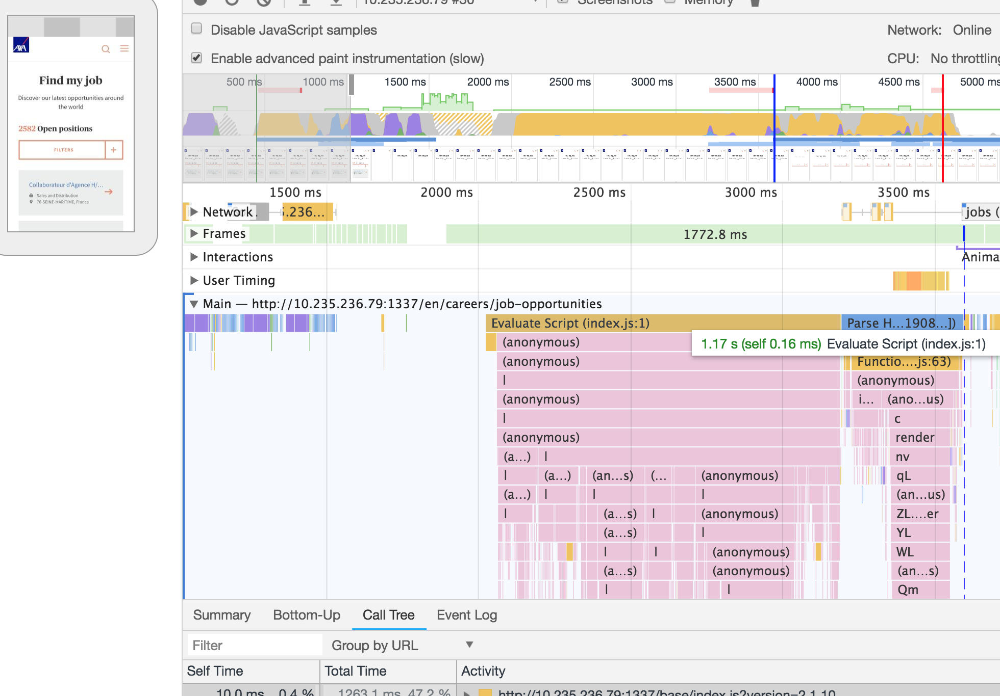 AXA
Find my job
Discover our latest opportunities around
the world
2582 Open positions
FILTERS +
Collaborateur d'Agence H/...
Sales and Distribution
76-SEINE-MARITIME, France
10.235.236.79 #30
Screenshots
Memory
Disable JavaScript samples
Network: Online
Enable advanced paint instrumentation (slow)
CPU: No throttling
500 ms 1000 ms 1500 ms 2000 ms 2500 ms 3000 ms 3500 ms 4000 ms 4500 ms 5000 ms
1500 ms 2000 ms 2500 ms 3000 ms 3500 ms
Network .236… jobs (
Frames 1772.8 ms
Interactions Anima
User Timing
Main — http://10.235.236.79:1337/en/careers/job-opportunities
Evaluate Script (index.js:1) Parse H…1908…])
(anonymous) 1.17 s (self 0.16 ms) Evaluate Script (index.js:1)
(anonymous) Functio….js:63)
l (anonymous)
(anonymous) i… (ano…us)
l c
(anonymous) render
(a…) l nv
l (a…) (an…s) (… (anonymous) qL
(a…) l l l (an…us)
l (a…s) l (anonymous) ZL.…er
(a…s) l YL
l l (anonymous) WL
(a…s) (anonymous) (an…s)
l l Qm
Summary Bottom-Up Call Tree Event Log
Filter Group by URL
Self Time Total Time Activity
10.0 ms 0.4 % 1263.1 ms 47.2 % http://10.235.236.79:1337/base/index.js?version=2.1.10